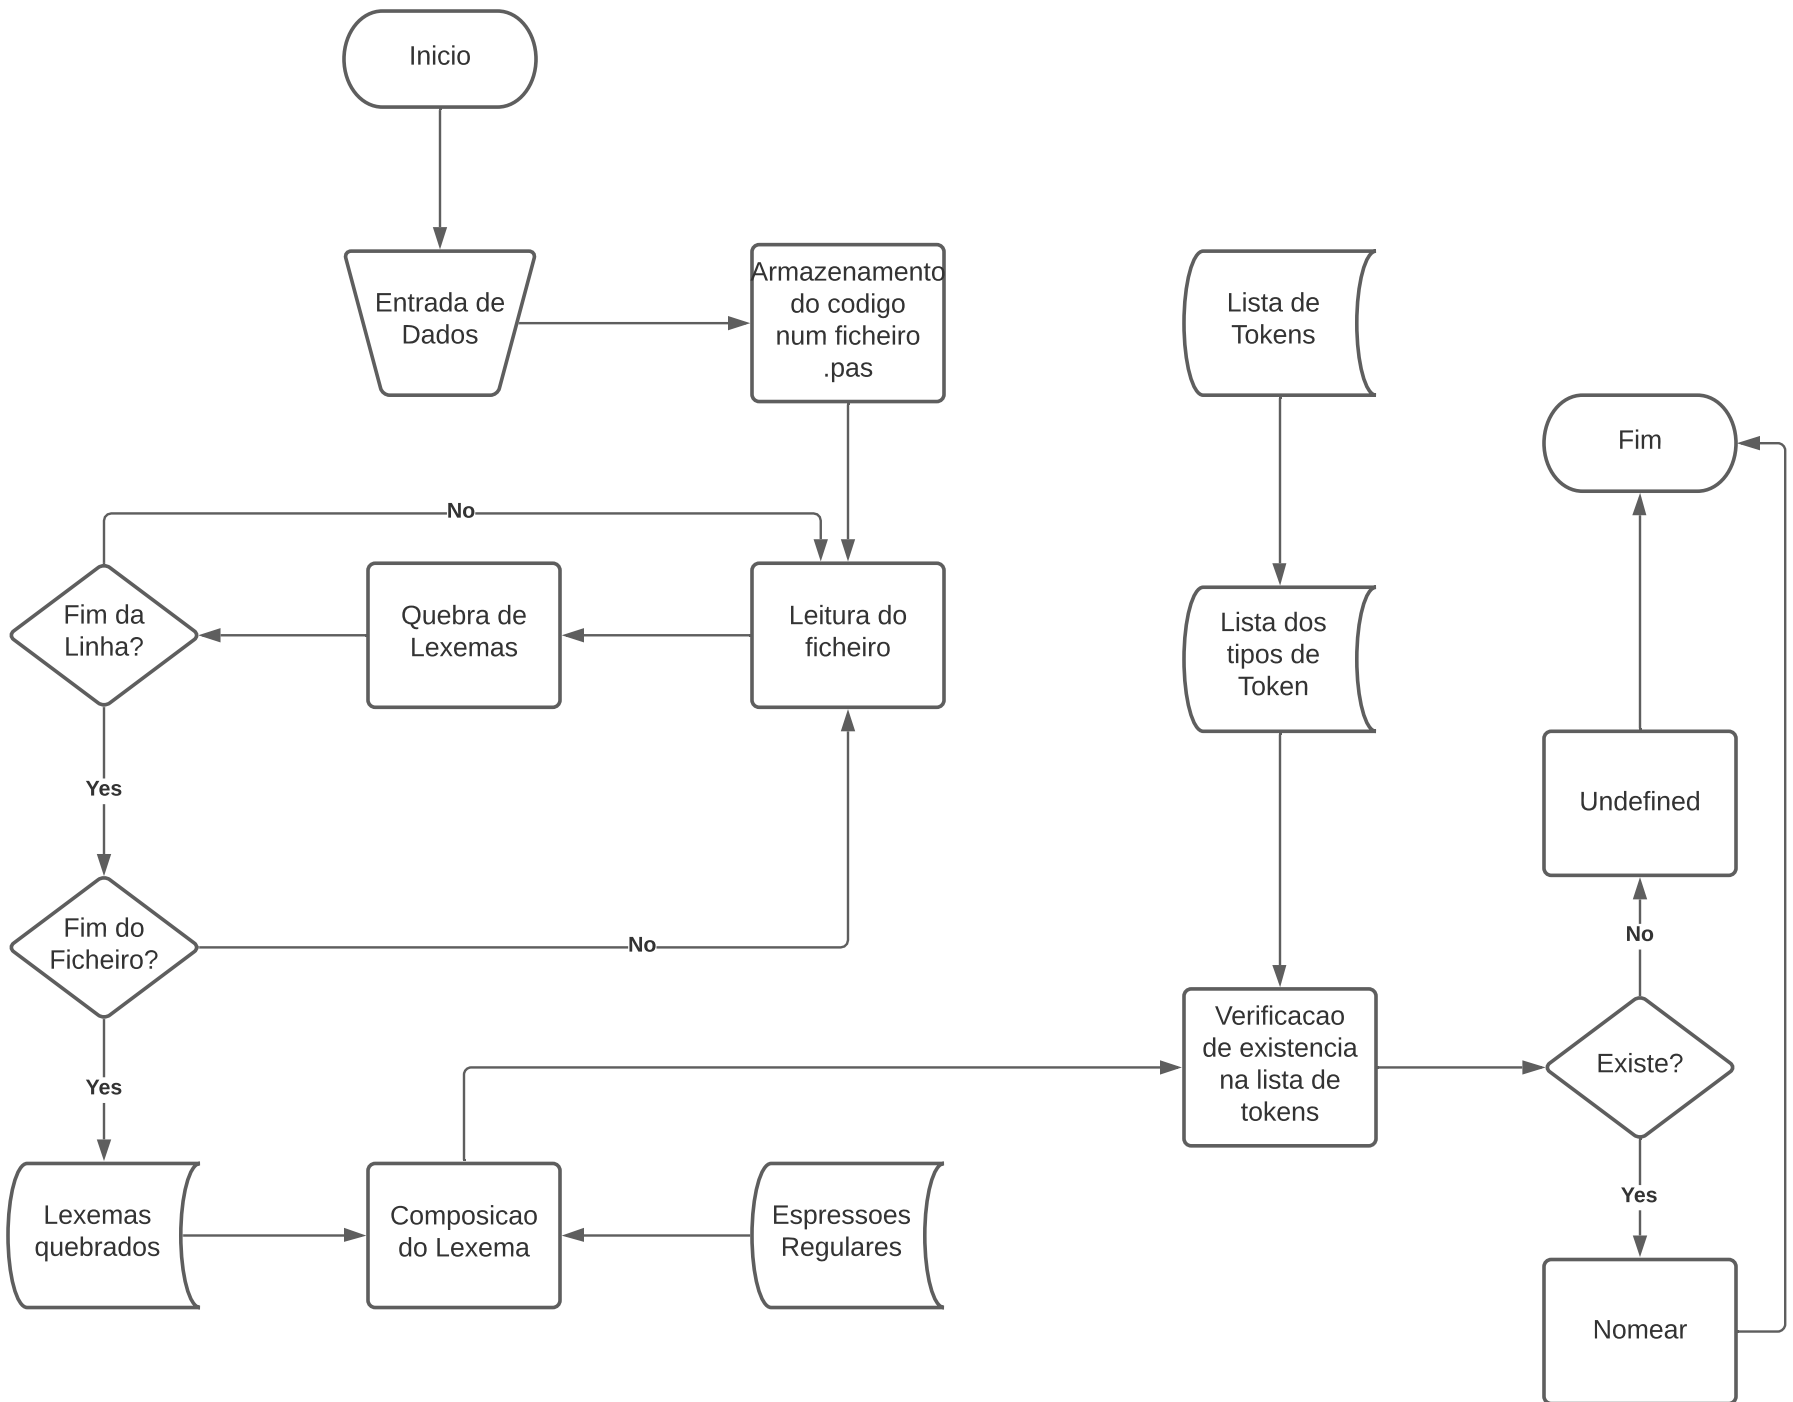 Inicio
Entrada de
Dados
Armazenamento
do codigo
num ficheiro
.pas
Lista de
Tokens
Fim
No
Fim da
Linha?
Quebra de
Lexemas
Leitura do
ficheiro
Lista dos
tipos de
Token
Yes
Undefined
Fim do
Ficheiro?
No
No
Verificacao
de existencia
na lista de
tokens
Existe?
Yes
Yes
Lexemas
quebrados
Composicao
do Lexema
Espressoes
Regulares
Nomear